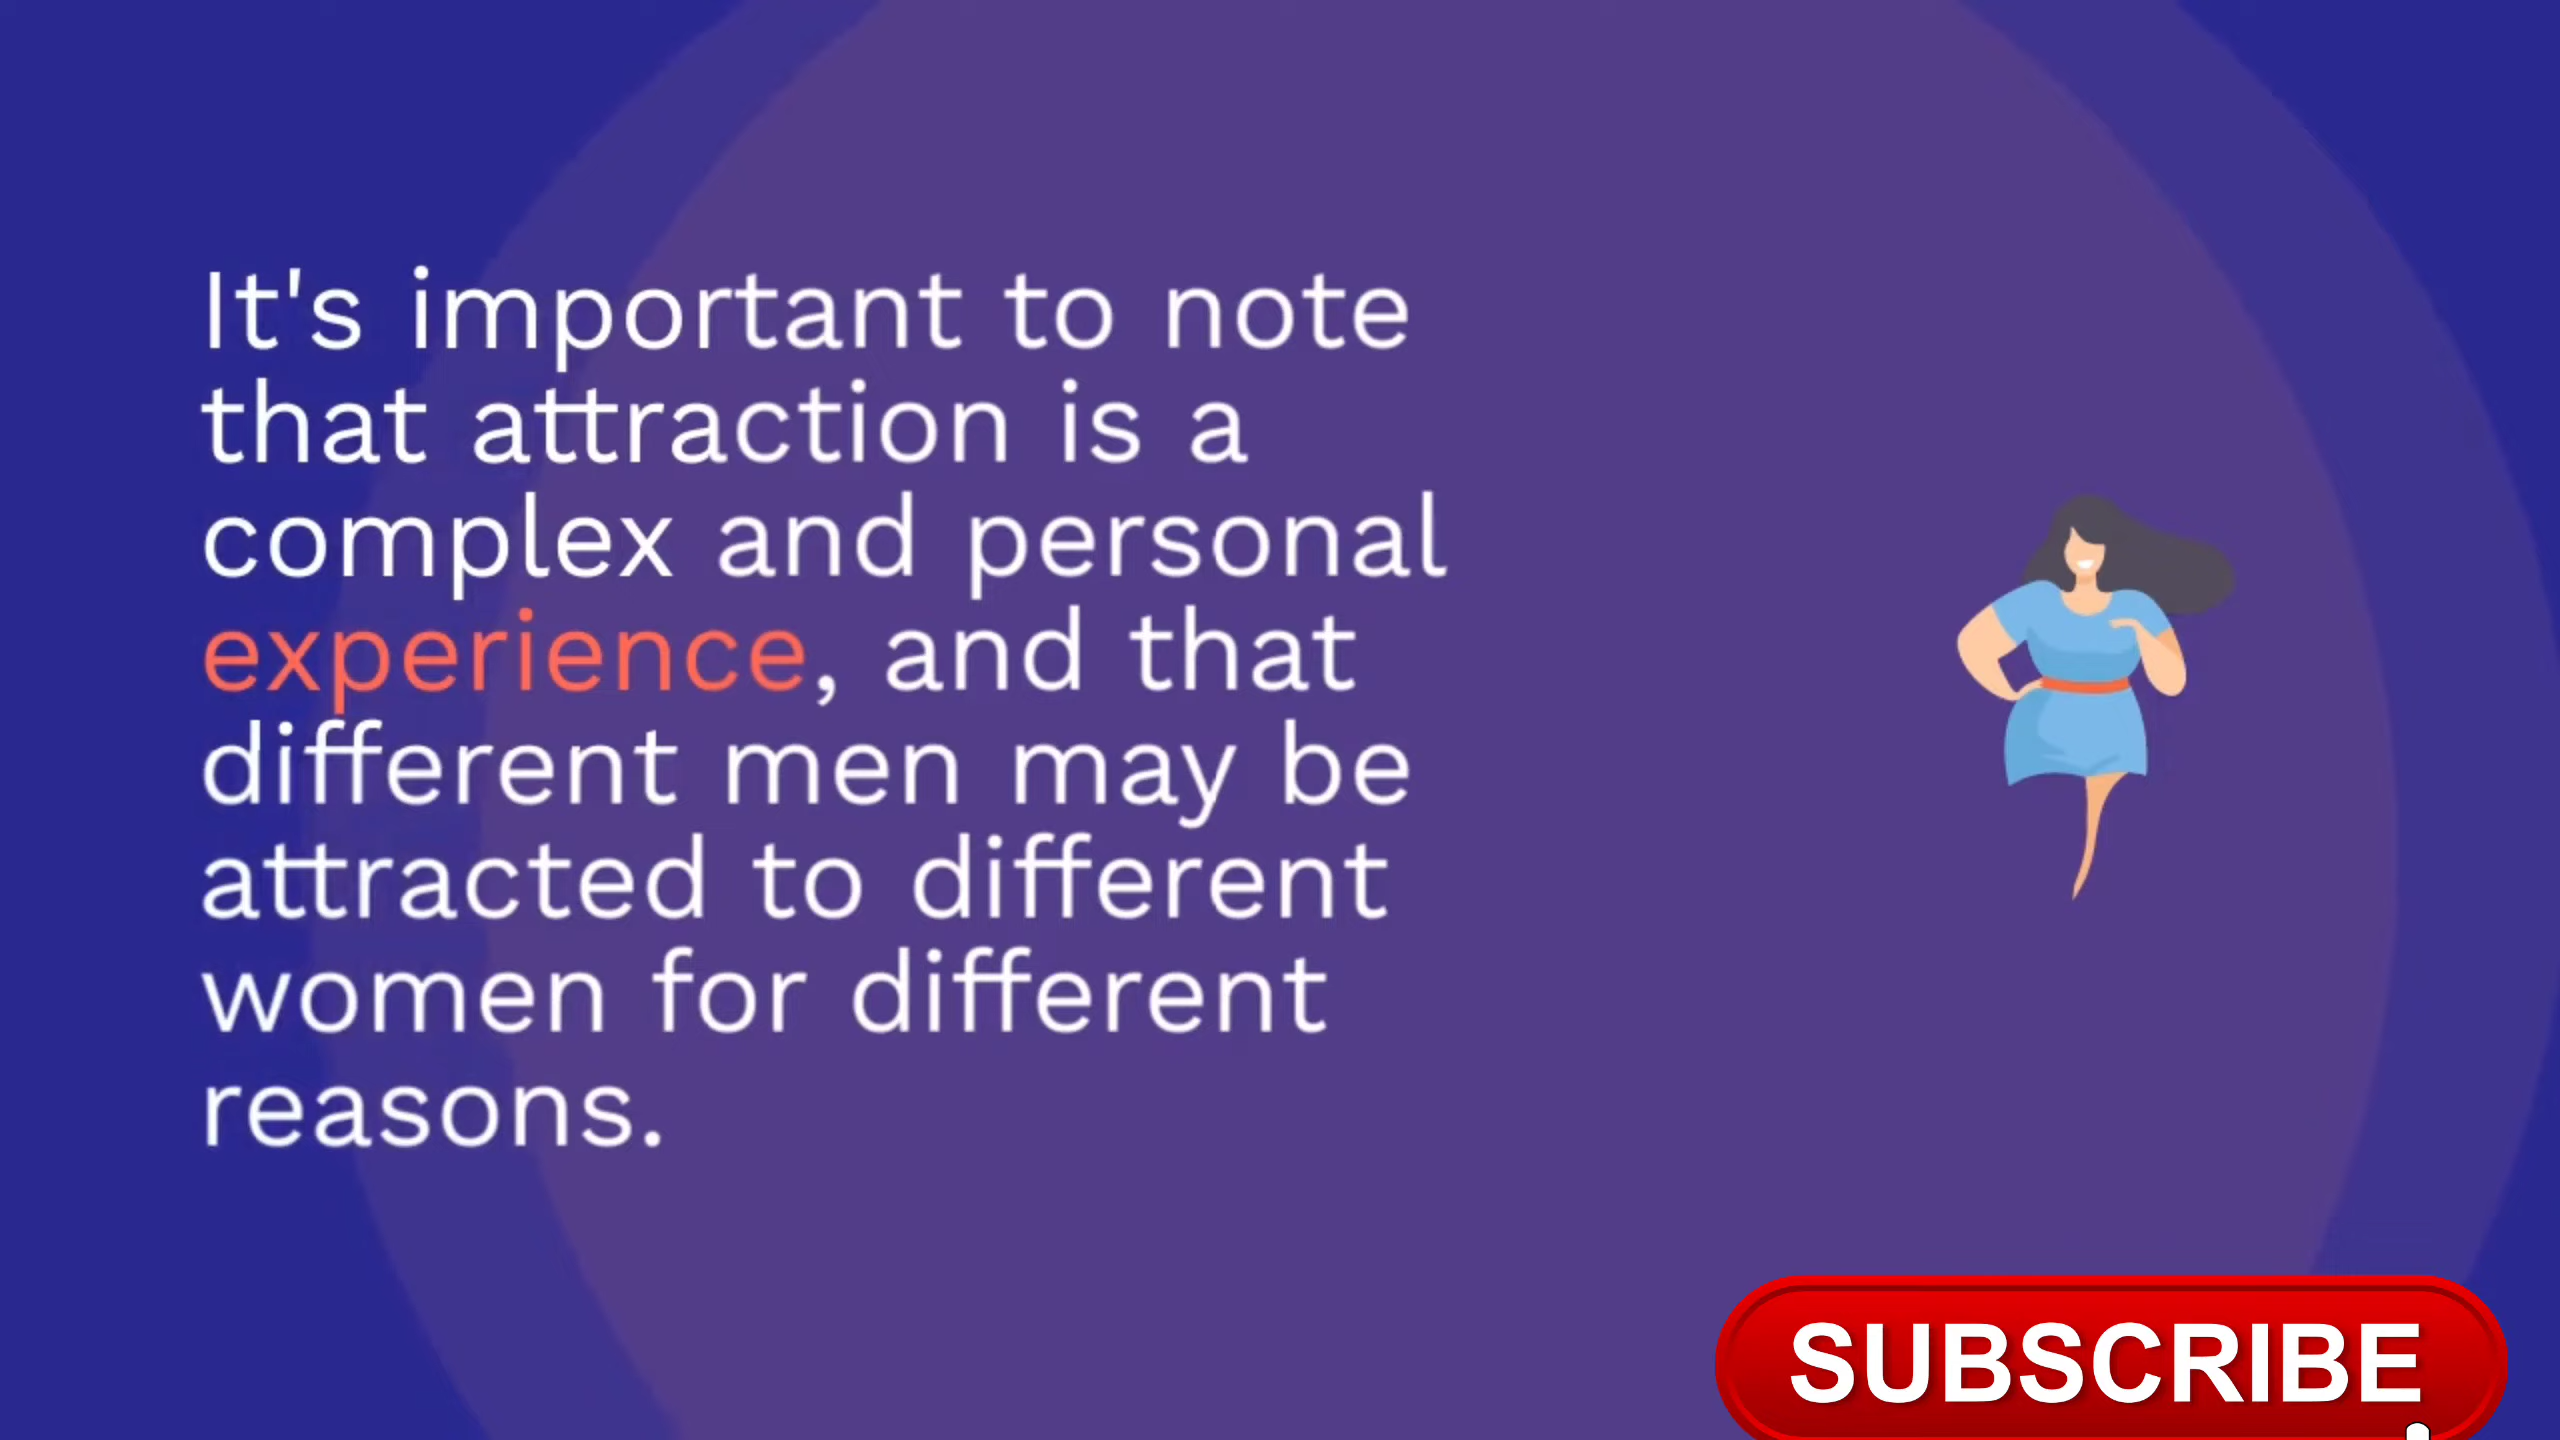 It's important to note
that attraction is a
complex and personal
experience, and that
different men may be
attracted to different
women for different
reasons.
SUBSCRIBE